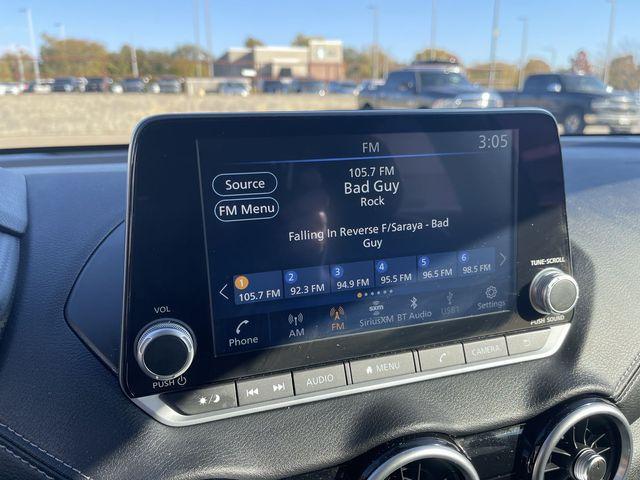 FM
3:05
Source
FM Menu
105.7 FM
Bad Guy
Rock
Falling In Reverse F/Saraya - Bad
Guy
1 105.7 FM
2 92.3 FM
3 94.9 FM
4 95.5 FM
5 96.5 FM
6 98.5 FM
Phone
AM
FM
sxm
SiriusXM
BT Audio
USB1
Settings
VOL
PUSH
TUNE·SCROLL
PUSH SOUND
AUDIO
MENU
CAMERA